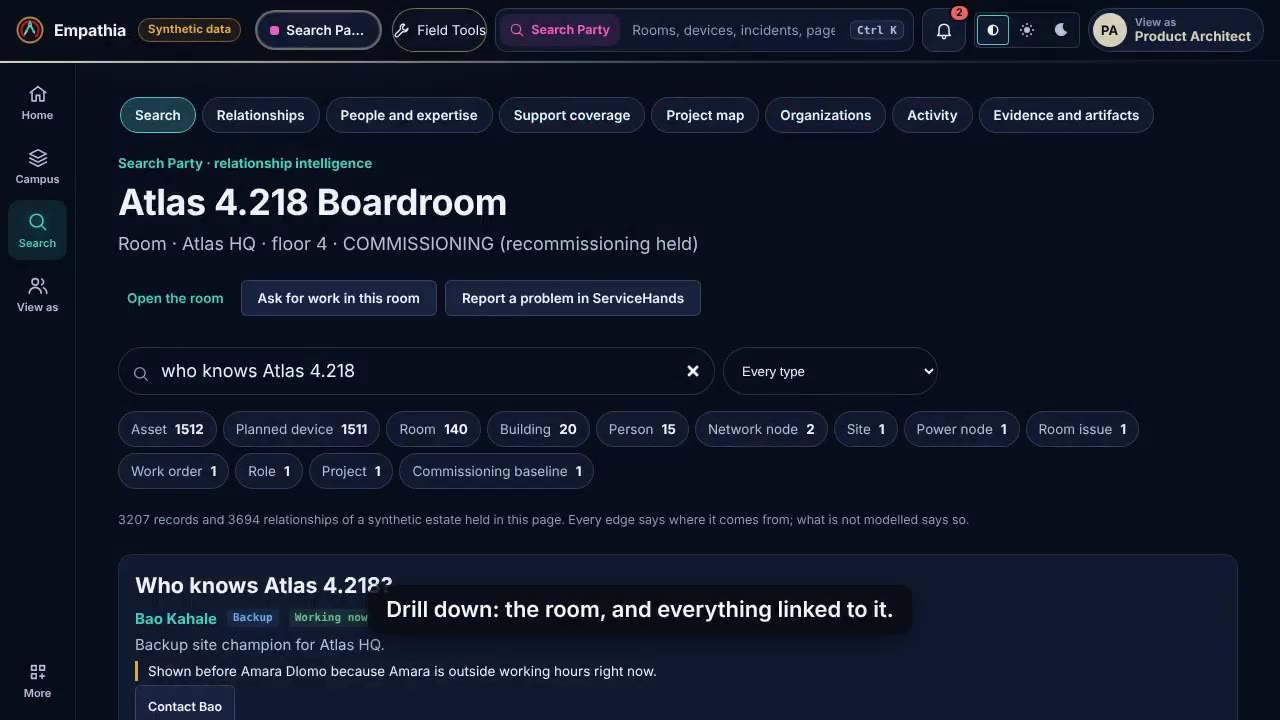 Empathia
Synthetic data
Search Pa...
Field Tools
Search Party
Rooms, devices, incidents, page
Ctrl K
2
PA
View as
Product Architect
Home
Campus
Search
View as
More
Search
Relationships
People and expertise
Support coverage
Project map
Organizations
Activity
Evidence and artifacts
Search Party · relationship intelligence
Atlas 4.218 Boardroom
Room · Atlas HQ · floor 4 · COMMISSIONING (recommissioning held)
Open the room
Ask for work in this room
Report a problem in ServiceHands
who knows Atlas 4.218
Every type
Asset 1512
Planned device 1511
Room 140
Building 20
Person 15
Network node 2
Site 1
Power node 1
Room issue 1
Work order 1
Role 1
Project 1
Commissioning baseline 1
3207 records and 3694 relationships of a synthetic estate held in this page. Every edge says where it comes from; what is not modelled says so.
Who knows Atlas 4.218?
Bao Kahale
Backup
Working now
Drill down: the room, and everything linked to it.
Backup site champion for Atlas HQ.
Shown before Amara Dlomo because Amara is outside working hours right now.
Contact Bao